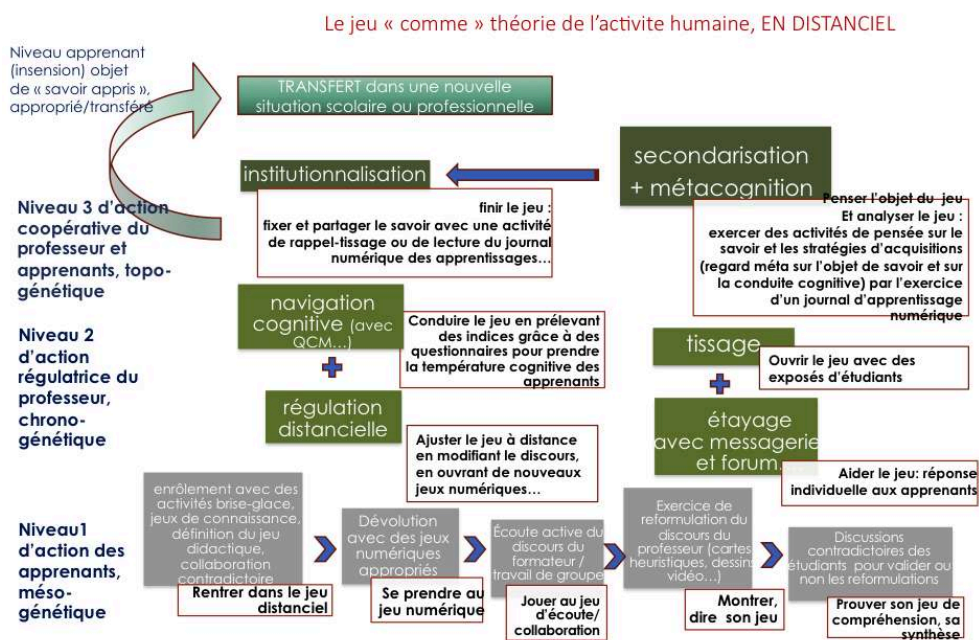 Le jeu « comme » théorie de l'activite humaine, EN DISTANCIEL
Niveau apprenant
(insension) objet
de « savoir appris »,
approprié/transféré
TRANSFERT dans une nouvelle
situation scolaire ou professionnelle
institutionnalisation
secondarisation
+ métacognition
Niveau 3 d'action
coopérative du
professeur et
apprenants, topo-
génétique
finir le jeu :
fixer et partager le savoir avec une activité
de rappel-tissage ou de lecture du journal
numérique des apprentissages...
Penser l'objet du jeu
Et analyser le jeu :
exercer des activités de pensée sur le
savoir et les stratégies d'acquisitions
(regard méta sur l'objet de savoir et sur
la conduite cognitive) par l'exercice
d'un journal d'apprentissage
numérique
Niveau 2
d'action
régulatrice du
professeur,
chrono-
génétique
navigation
cognitive (avec
QCM...)
Conduire le jeu en prélevant
des indices grâce à des
questionnaires pour prendre
la température cognitive des
apprenants
tissage
Ouvrir le jeu avec des
exposés d'étudiants
régulation
distancielle
Ajuster le jeu à distance
en modifiant le discours,
en ouvrant de nouveaux
jeux numériques...
étayage
avec messagerie
et forum...
Aider le jeu: réponse
individuelle aux apprenants
Niveau1
d'action des
apprenants,
méso-
génétique
enrôlement avec des
activités brise-glace,
jeux de connaissance,
définition du jeu
didactique,
collaboration
contradictoire
Rentrer dans le jeu
distanciel
Dévolution
avec des jeux
numériques
appropriés
Se prendre au
jeu numérique
Écoute active du
discours du
formateur /
travail de groupe
Jouer au jeu
d'écoute/
collaboration
Exercice de
reformulation du
discours du
professeur (cartes
heuristiques, dessins
vidéo...)
Montrer,
dire son jeu
Discussions
contradictoires des
étudiants pour valider ou
non les reformulations
Prouver son jeu de
compréhension, sa
synthèse